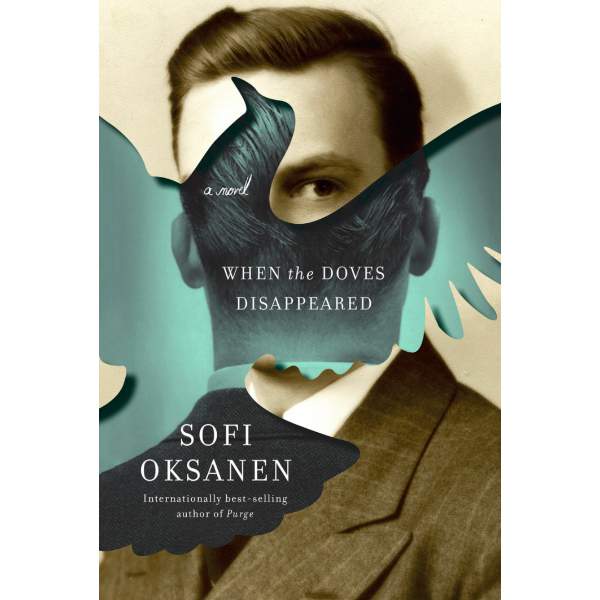 a novel
WHEN the DOVES
DISAPPEARED
SOFI
OKSANEN
Internationally best-selling
author of Purge